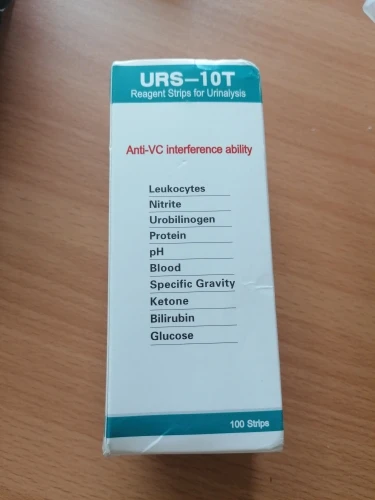 URS-10T
Reagent Strips for Urinalysis
Anti-VC interference ability
Leukocytes
Nitrite
Urobilinogen
Protein
pH
Blood
Specific Gravity
Ketone
Bilirubin
Glucose
100 Strips